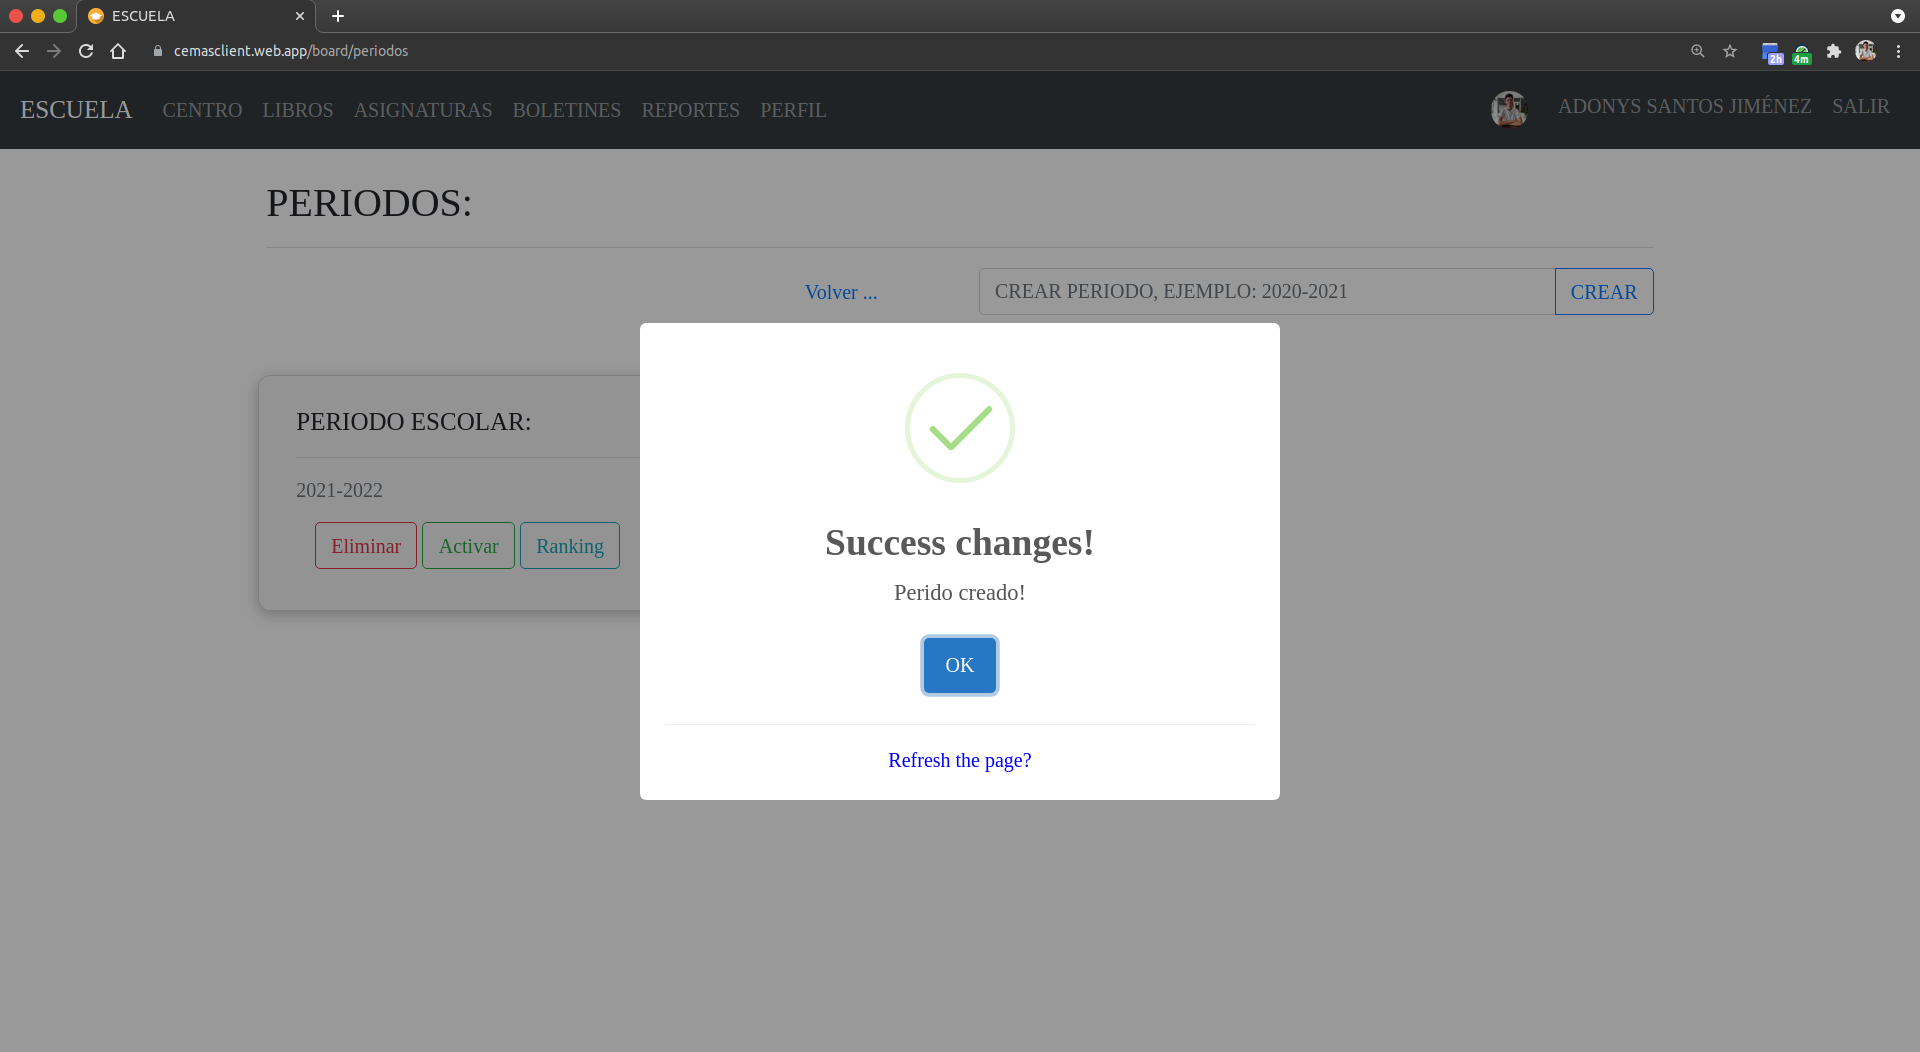 ESCUELA
cemasclient.web.app/board/periodos
2h
4m
ESCUELA CENTRO LIBROS ASIGNATURAS BOLETINES REPORTES PERFIL ADONYS SANTOS JIMÉNEZ SALIR
PERIODOS:
Volver ... CREAR PERIODO, EJEMPLO: 2020-2021 CREAR
PERIODO ESCOLAR:
2021-2022
Eliminar Activar Ranking
Success changes!
Perido creado!
OK
Refresh the page?